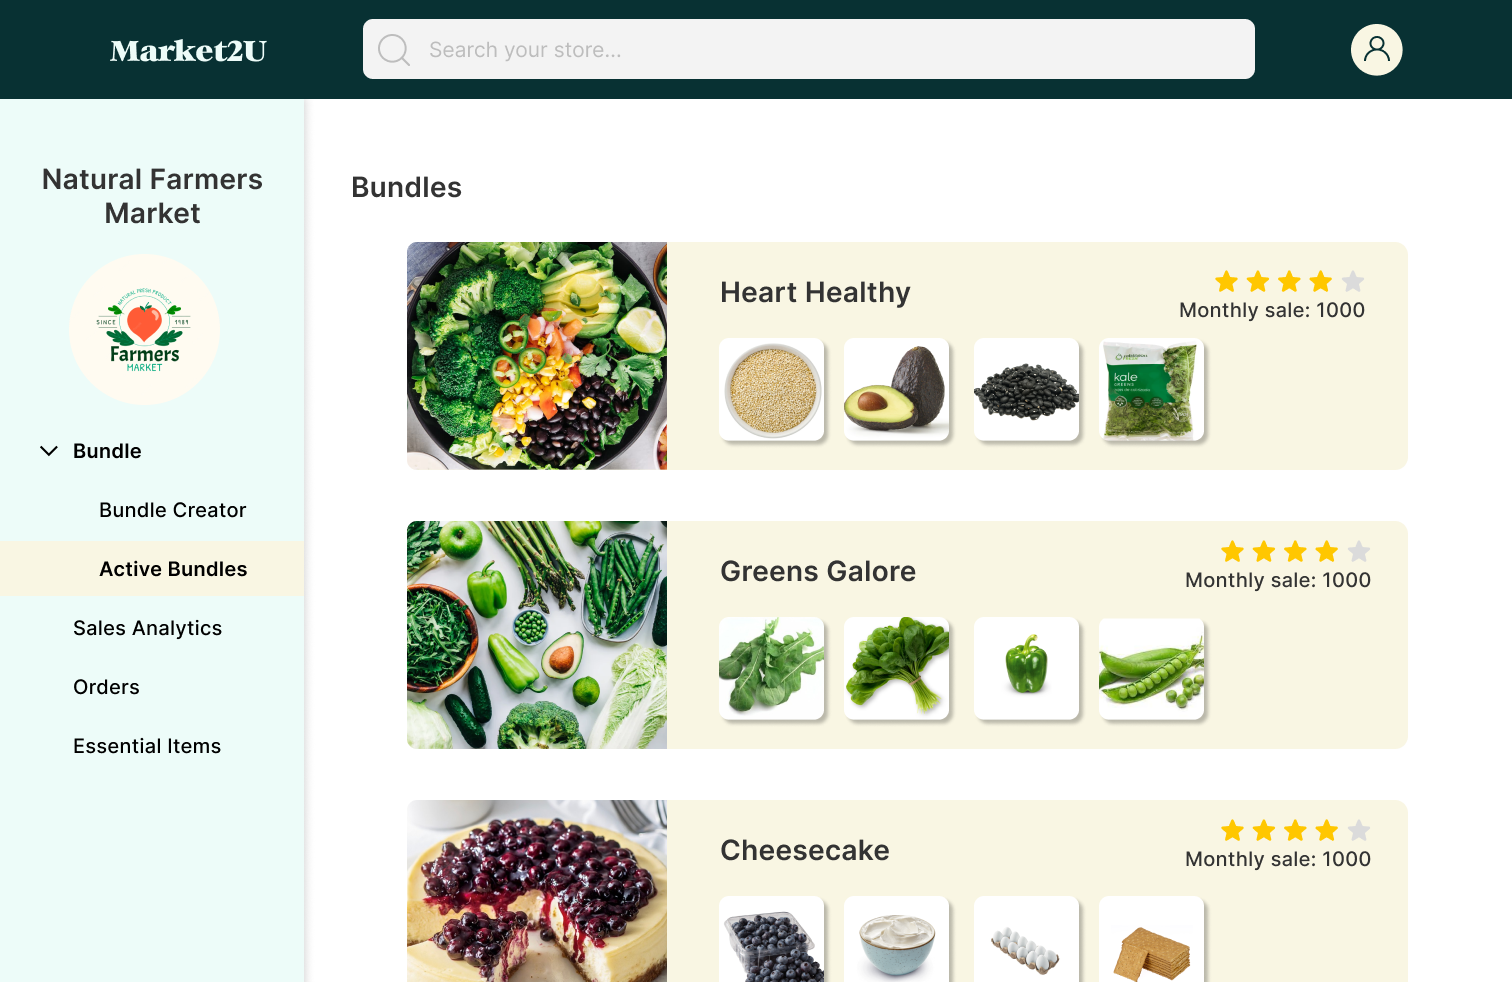 Market2U
Search your store...
Natural Farmers
Market
NATURAL FRESH PRODUCT
SINCE 1989
Farmers
MARKET
Bundle
Bundle Creator
Active Bundles
Sales Analytics
Orders
Essential Items
Bundles
Heart Healthy
Monthly sale: 1000
kale
GREENS
Greens Galore
Monthly sale: 1000
Cheesecake
Monthly sale: 1000